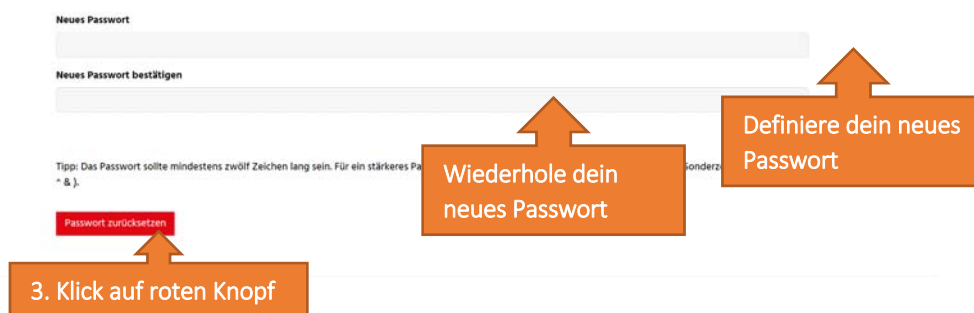 Neues Passwort
Neues Passwort bestätigen
Definiere dein neues
Passwort
Tipp: Das Passwort sollte mindestens zwölf Zeichen lang sein. Für ein stärkeres
^ & ).
Wiederhole dein
neues Passwort
Passwort zurücksetzen
3. Klick auf roten Knopf